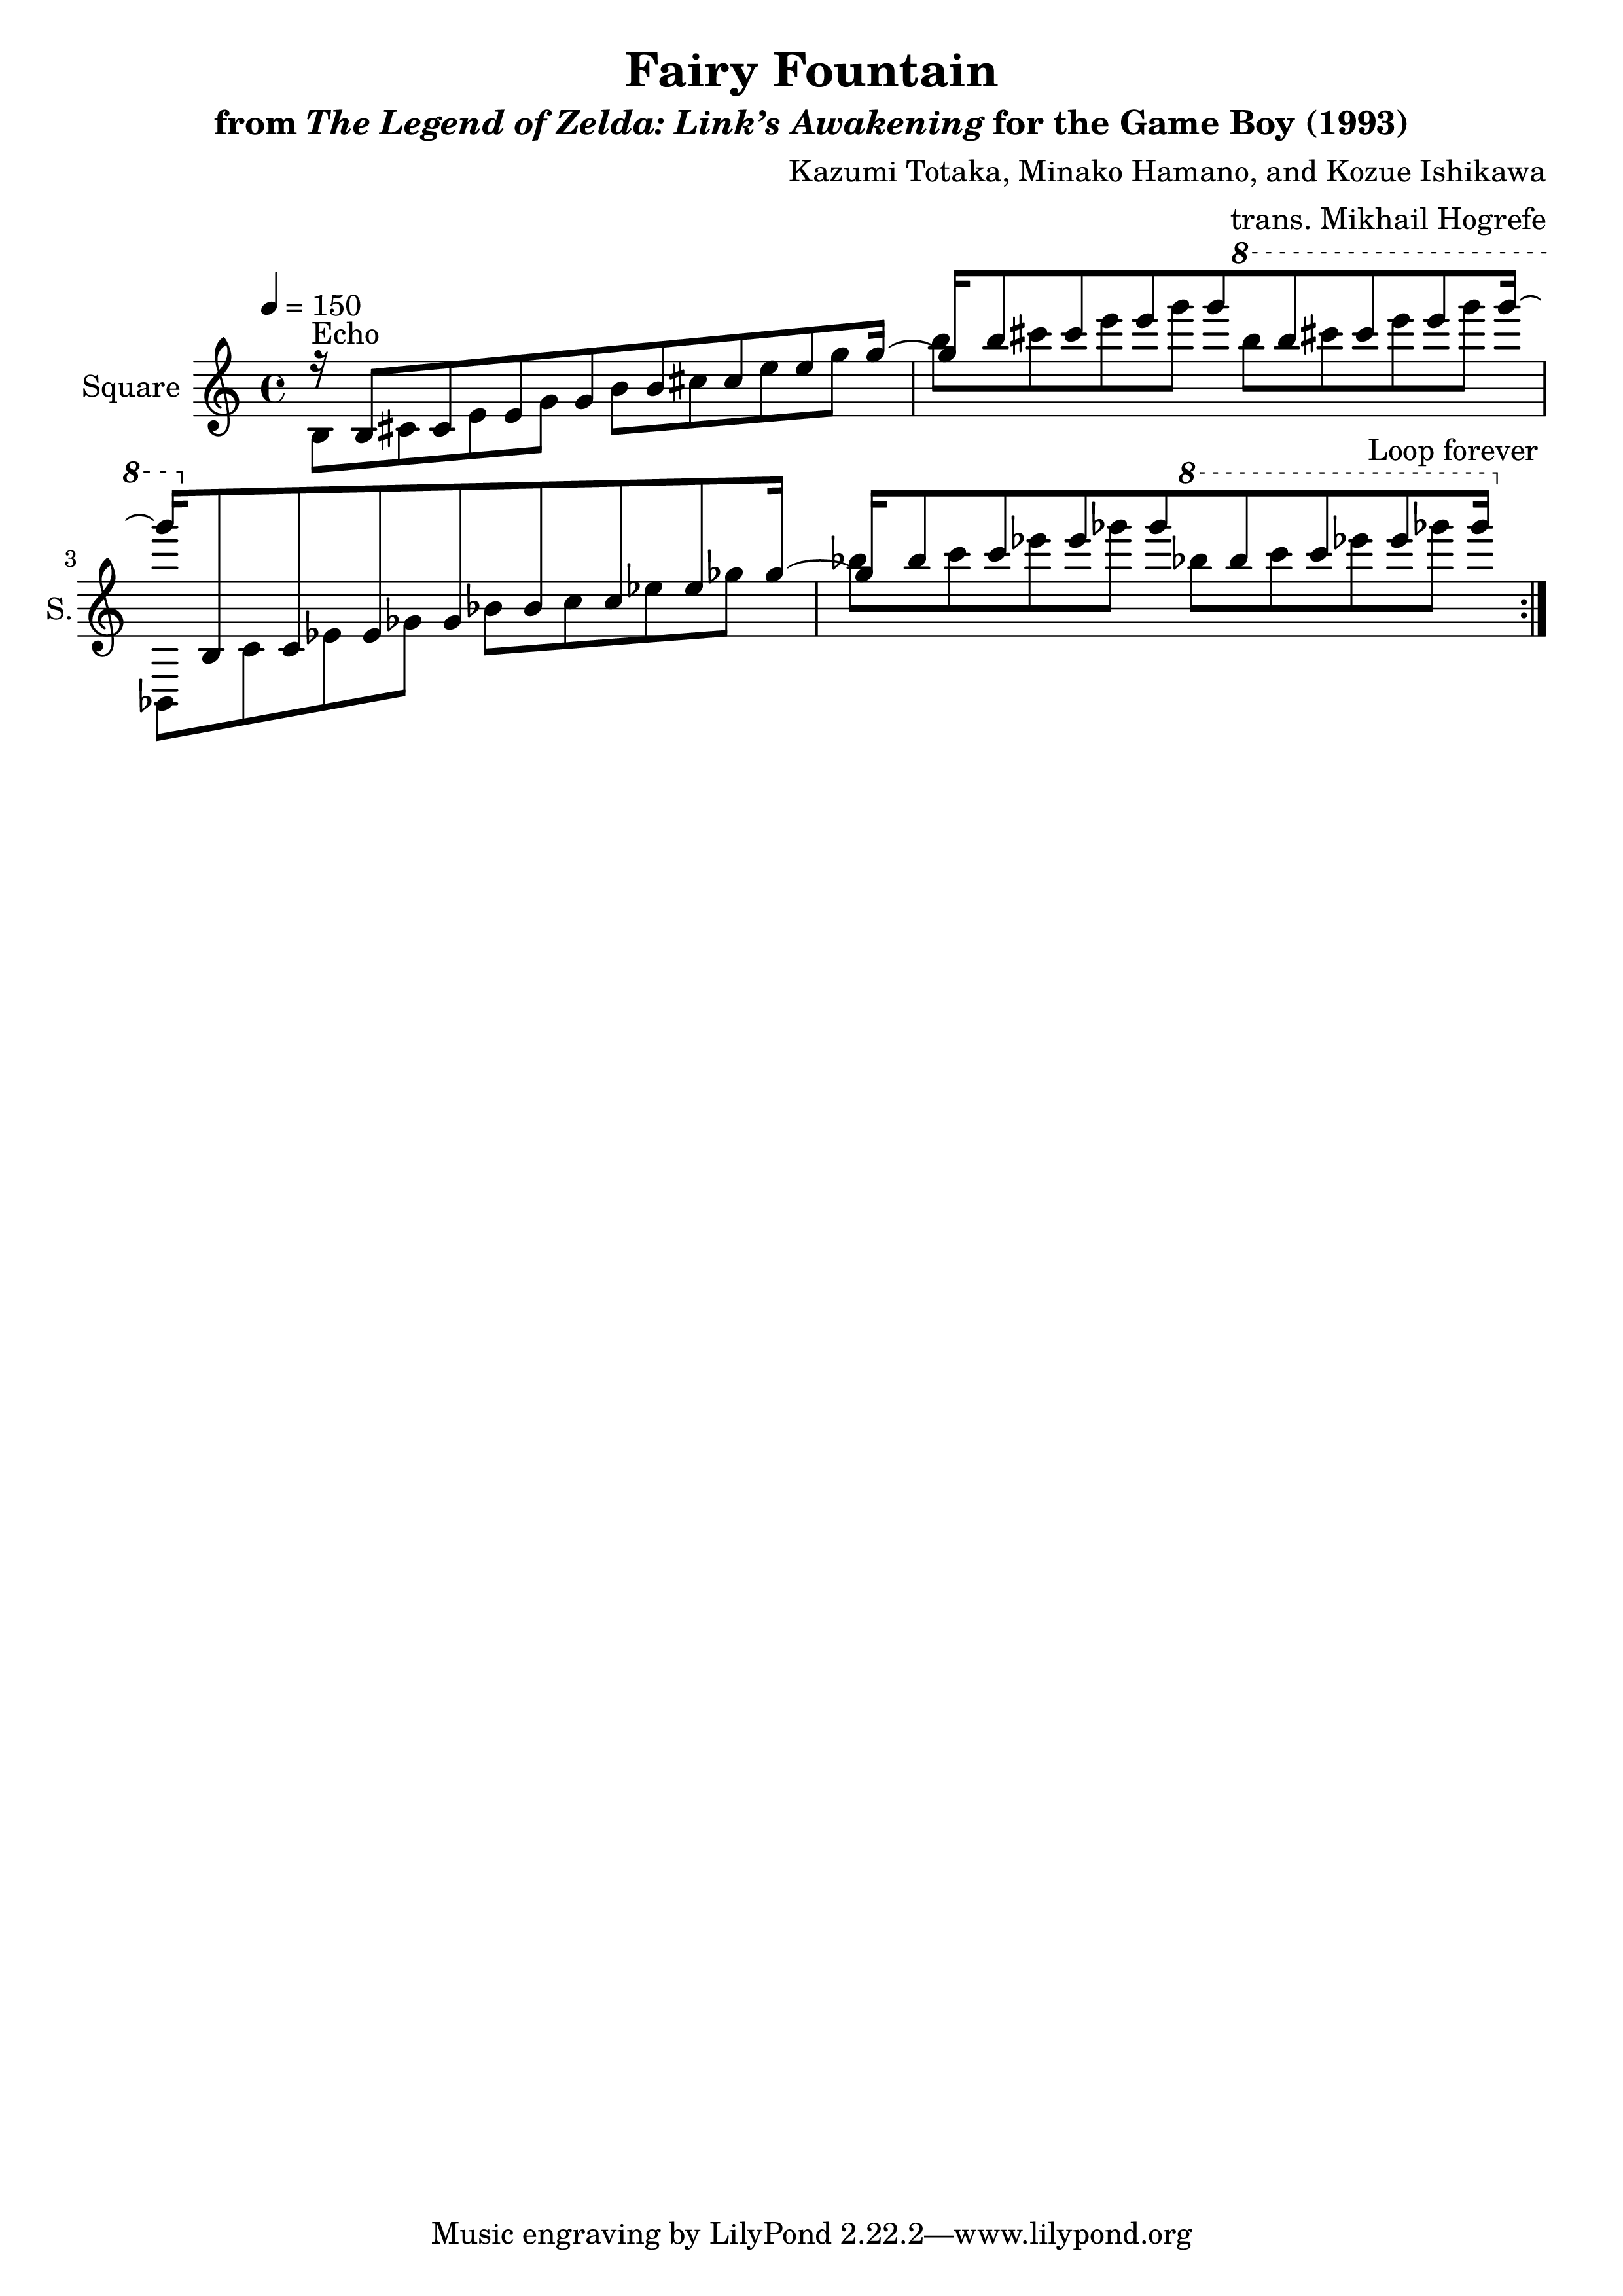 Fairy Fountain
from The Legend of Zelda: Link’s Awakening for the Game Boy (1993)
Kazumi Totaka, Minako Hamano, and Kozue Ishikawa
trans. Mikhail Hogrefe
8
= 150
Echo
Square
Loop forever
8
8
3
S.
Music engraving by LilyPond 2.22.2—www.lilypond.org